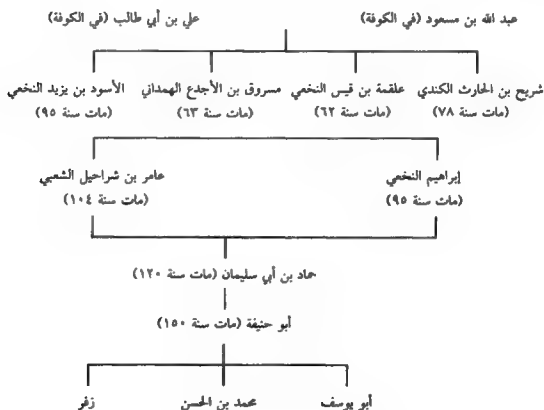 عبد الله بن مسعود (في الكوفة) علي بن أبي طالب (في الكوفة)
شريح بن الحارث الكندي علقمة بن قيس النخعي مسروق بن الأجدع الهمداني الأسود بن يزيد النخعي
(مات سنة ٧٨) (مات سنة ٦٢) (مات سنة ٦٣) (مات سنة ٩٥)
إبراهيم النخعي عامر بن شراحيل الشعبي
(مات سنة ٩٥) (مات سنة ١٠٤)
حماد بن أبي سليمان (مات سنة ١٢٠)
أبو حنيفة (مات سنة ١٥٠)
أبو يوسف محمد بن الحسن زفر